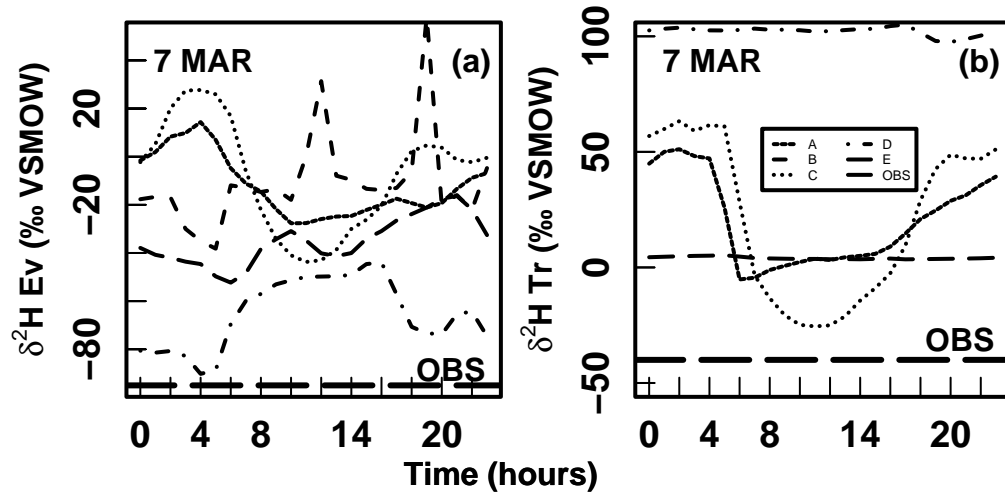 7 MAR
(a)
δ²H Ev (‰ VSMOW)
20
−20
−80
OBS
0 4 8 14 20
7 MAR
(b)
δ²H Tr (‰ VSMOW)
100
50
0
−50
A D
B E
C OBS
OBS
0 4 8 14 20
Time (hours)